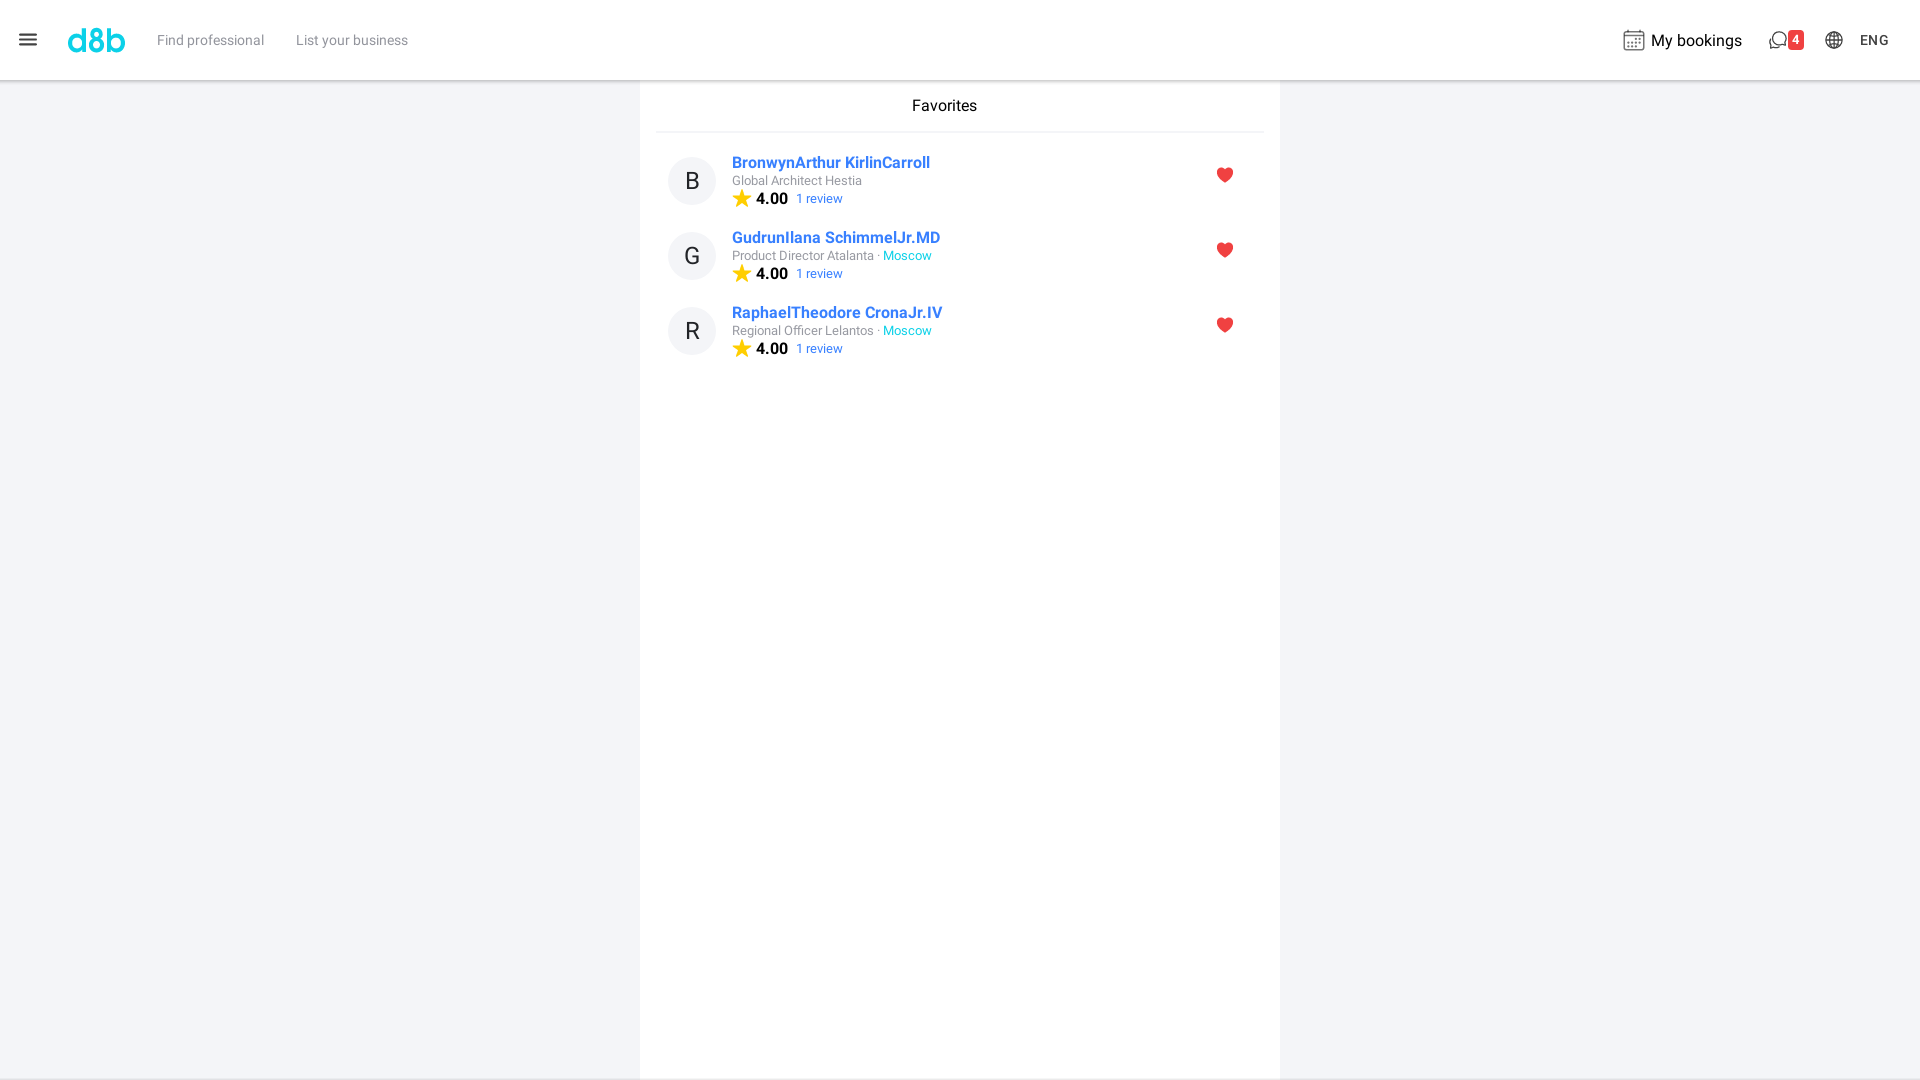 d8b Find professional List your business My bookings 4 ENG
Favorites
B
BronwynArthur KirlinCarroll
Global Architect Hestia
4.00 1 review
G
GudrunIlana SchimmelJr.MD
Product Director Atalanta · Moscow
4.00 1 review
R
RaphaelTheodore CronaJr.IV
Regional Officer Lelantos · Moscow
4.00 1 review